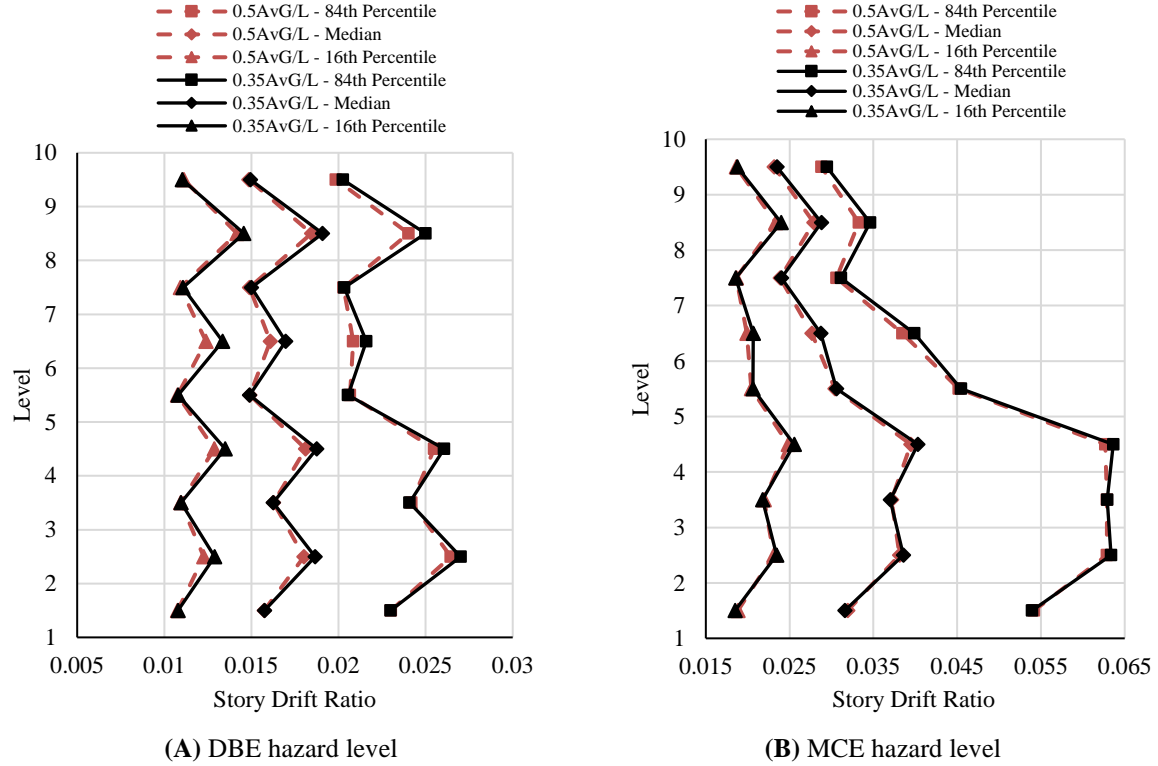 0.5AvG/L - 84th Percentile
0.5AvG/L - Median
0.5AvG/L - 16th Percentile
0.35AvG/L - 84th Percentile
0.35AvG/L - Median
0.35AvG/L - 16th Percentile
10
9
8
7
6
5
4
3
2
1
Level
0.005
0.01
0.015
0.02
0.025
0.03
Story Drift Ratio
(A) DBE hazard level
0.5AvG/L - 84th Percentile
0.5AvG/L - Median
0.5AvG/L - 16th Percentile
0.35AvG/L - 84th Percentile
0.35AvG/L - Median
0.35AvG/L - 16th Percentile
10
9
8
7
6
5
4
3
2
1
Level
0.015
0.025
0.035
0.045
0.055
0.065
Story Drift Ratio
(B) MCE hazard level